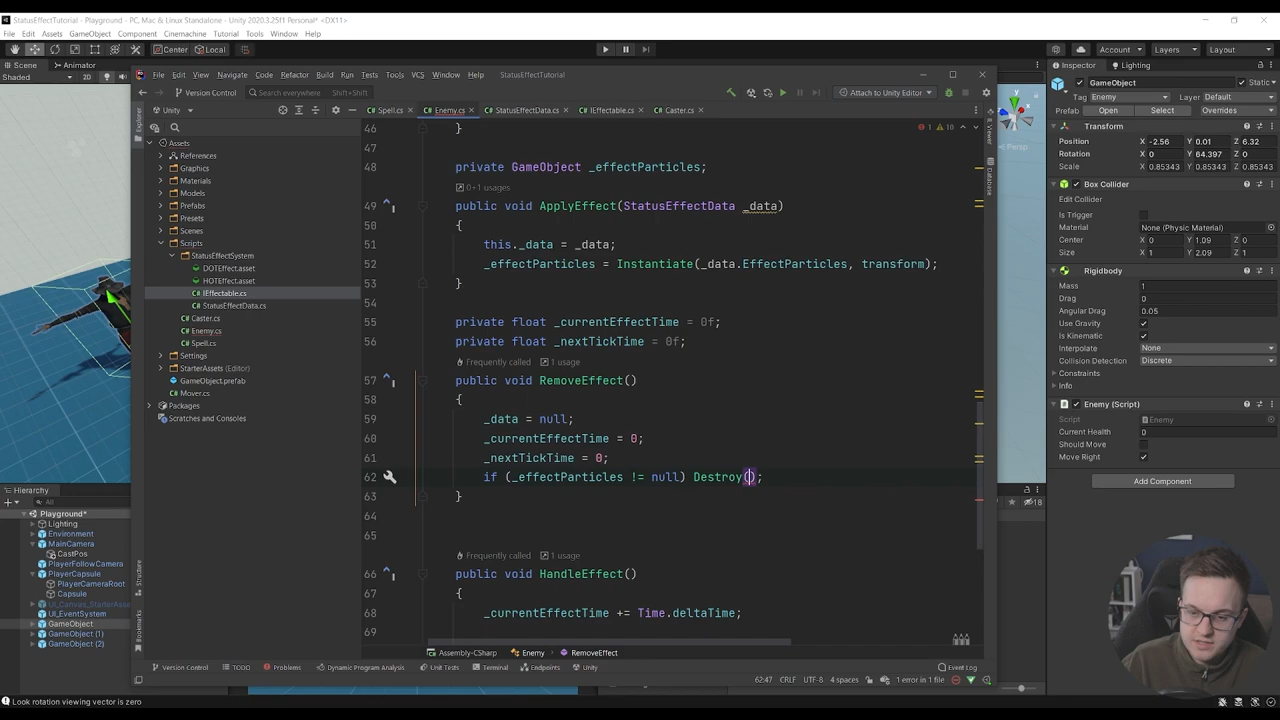 StatusEffectTutorial - Playground - PC, Mac & Linux Standalone - Unity 2020.3.25f1 Personal* <DX11>
File Edit Assets GameObject Component Cinemachine Tutorial Window Help
Center Local
Account Layers Layout
Scene Animator
Shaded 2D
File Edit View Navigate Code Refactor Build Run Tests Tools VCS Window Help StatusEffectTutorial
Version Control Search everywhere Shift+Shift Attach to Unity Editor
Unity
Spell.cs Enemy.cs StatusEffectData.cs IEffectable.cs Caster.cs
Explorer
Assets
References
Graphics
Materials
Models
Prefabs
Presets
Scenes
Scripts
StatusEffectSystem
DOTEffect.asset
HOTEffect.asset
IEffectable.cs
StatusEffectData.cs
Caster.cs
Enemy.cs
Spell.cs
Settings
StarterAssets (Editor)
GameObject.prefab
Mover.cs
Packages
Scratches and Consoles
1 10
46 }
47
48 private GameObject _effectParticles;
0+1 usages
49 public void ApplyEffect(StatusEffectData _data)
50 {
51 this._data = _data;
52 _effectParticles = Instantiate(_data.EffectParticles, transform);
53 }
54
55 private float _currentEffectTime = 0f;
56 private float _nextTickTime = 0f;
Frequently called 1 usage
57 public void RemoveEffect()
58 {
59 _data = null;
60 _currentEffectTime = 0;
61 _nextTickTime = 0;
62 if (_effectParticles != null) Destroy();
63 }
64
65
Frequently called 1 usage
66 public void HandleEffect()
67 {
68 _currentEffectTime += Time.deltaTime;
69
IL Viewer
Database
Structure
Bookmarks
Assembly-CSharp Enemy RemoveEffect
Version Control TODO Problems Dynamic Program Analysis Unit Tests Terminal Endpoints Unity Event Log
62:47 CRLF UTF-8 4 spaces 1 error in 1 file
Persp
Hierarchy
All
Playground*
Lighting
Environment
MainCamera
CastPos
PlayerFollowCamera
PlayerCapsule
PlayerCameraRoot
Capsule
UI_Canvas_StarterAsse
UI_EventSystem
GameObject
GameObject (1)
GameObject (2)
18
Inspector Lighting
GameObject Static
Tag Enemy Layer Default
Prefab Open Select Overrides
Transform
Position X -2.56 Y 0.01 Z 6.32
Rotation X 0 Y 64.397 Z 0
Scale X 0.85343 Y 0.85343 Z 0.85343
Box Collider
Edit Collider
Is Trigger
Material None (Physic Material)
Center X 0 Y 1.09 Z 0
Size X 1 Y 2.09 Z 1
Rigidbody
Mass 1
Drag 0
Angular Drag 0.05
Use Gravity
Is Kinematic
Interpolate None
Collision Detection Discrete
Constraints
Info
Enemy (Script)
Script Enemy
Current Health 0
Should Move
Move Right
Add Component
Look rotation viewing vector is zero